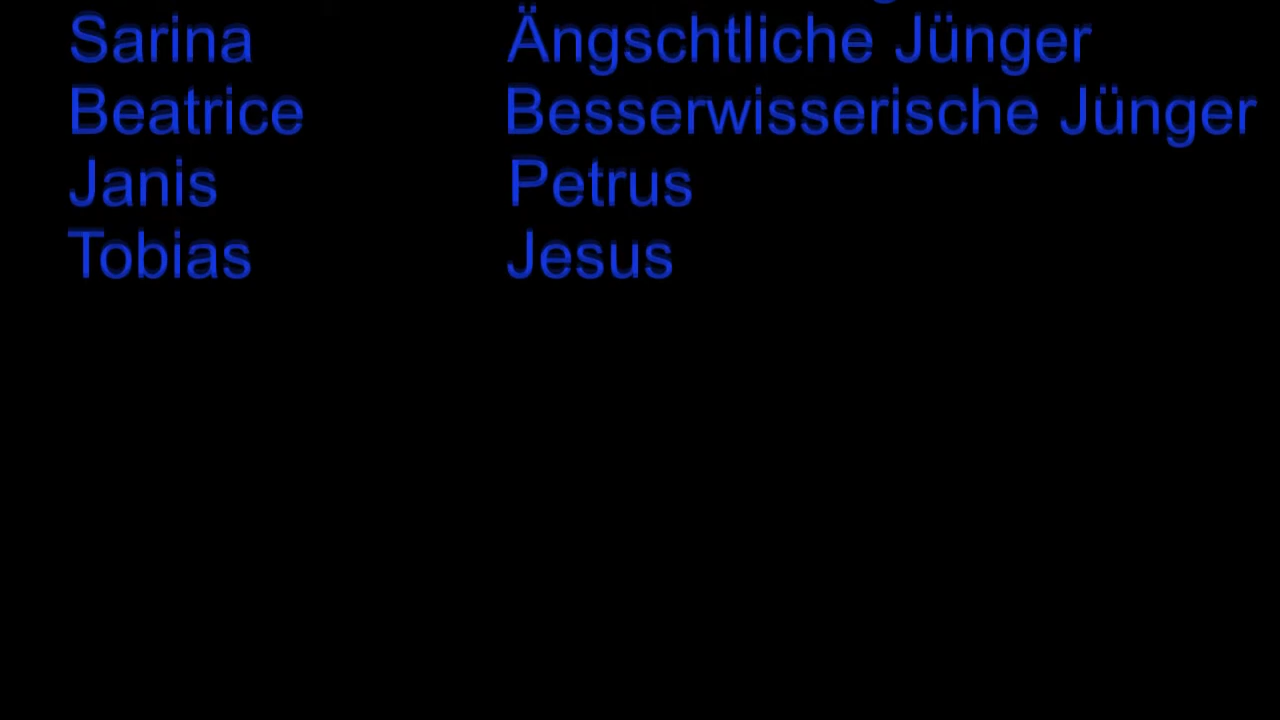 Sarina Ängschtliche Jünger
Beatrice Besserwisserische Jünger
Janis Petrus
Tobias Jesus